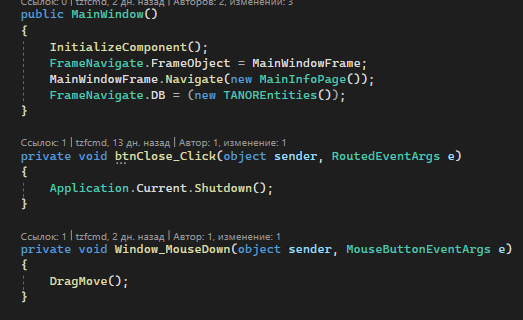 Ссылок: 0 | tzfcmd, 2 дн. назад | Авторов: 2, изменений: 3
public MainWindow()
{
InitializeComponent();
FrameNavigate.FrameObject = MainWindowFrame;
MainWindowFrame.Navigate(new MainInfoPage());
FrameNavigate.DB = (new TANOREntities());
}
Ссылок: 1 | tzfcmd, 13 дн. назад | Автор: 1, изменение: 1
private void btnClose_Click(object sender, RoutedEventArgs e)
{
Application.Current.Shutdown();
}
Ссылок: 1 | tzfcmd, 2 дн. назад | Автор: 1, изменение: 1
private void Window_MouseDown(object sender, MouseButtonEventArgs e)
{
DragMove();
}